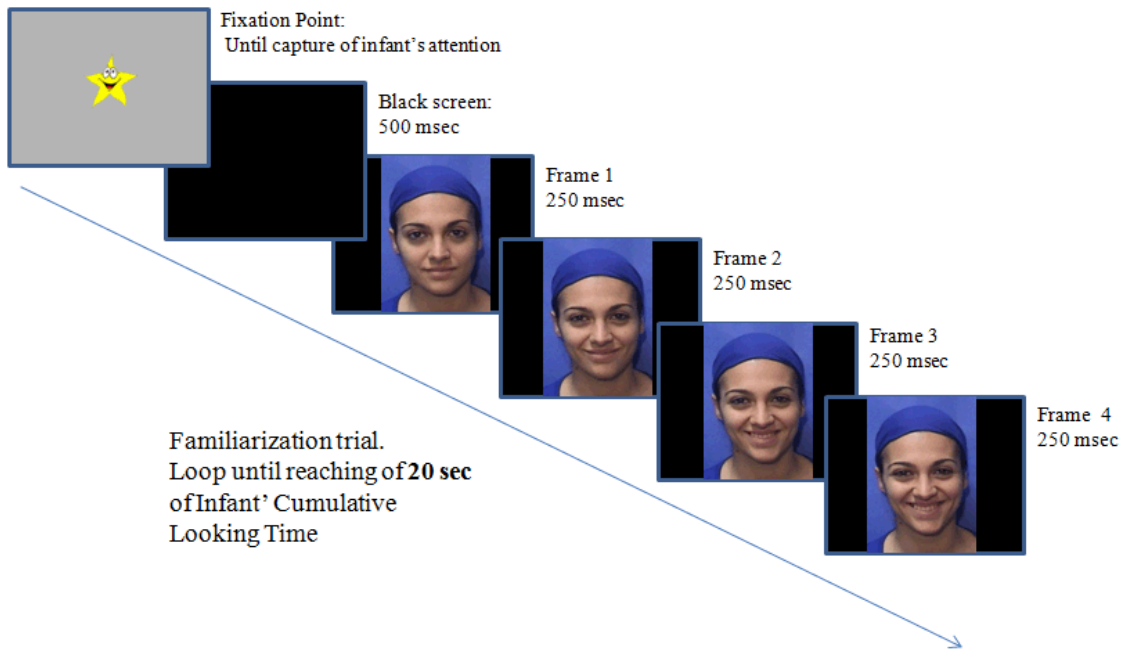 Fixation Point:
Until capture of infant's attention
Black screen:
500 msec
Frame 1
250 msec
Frame 2
250 msec
Frame 3
250 msec
Frame 4
250 msec
Familiarization trial.
Loop until reaching of 20 sec
of Infant' Cumulative
Looking Time